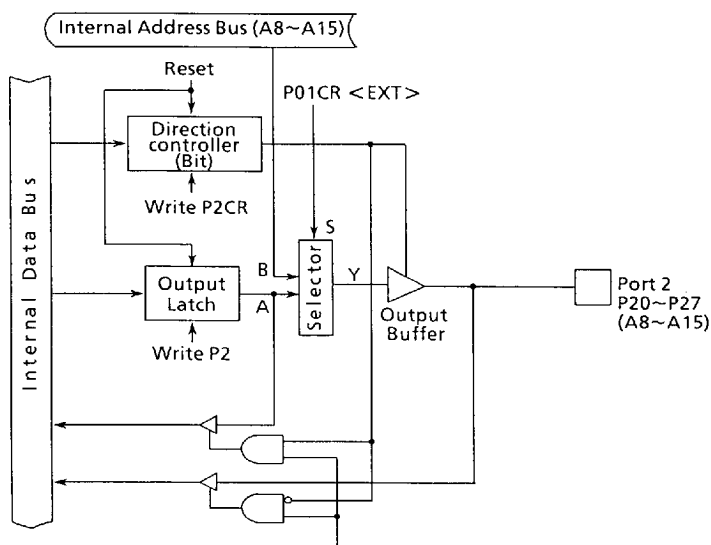 Internal Address Bus (A8~A15)
Reset
P01CR <EXT>
Direction
controller
(Bit)
Write P2CR
Internal Data Bus
S
B
A
Selector
Y
Output
Latch
Write P2
Output
Buffer
Port 2
P20~P27
(A8~A15)